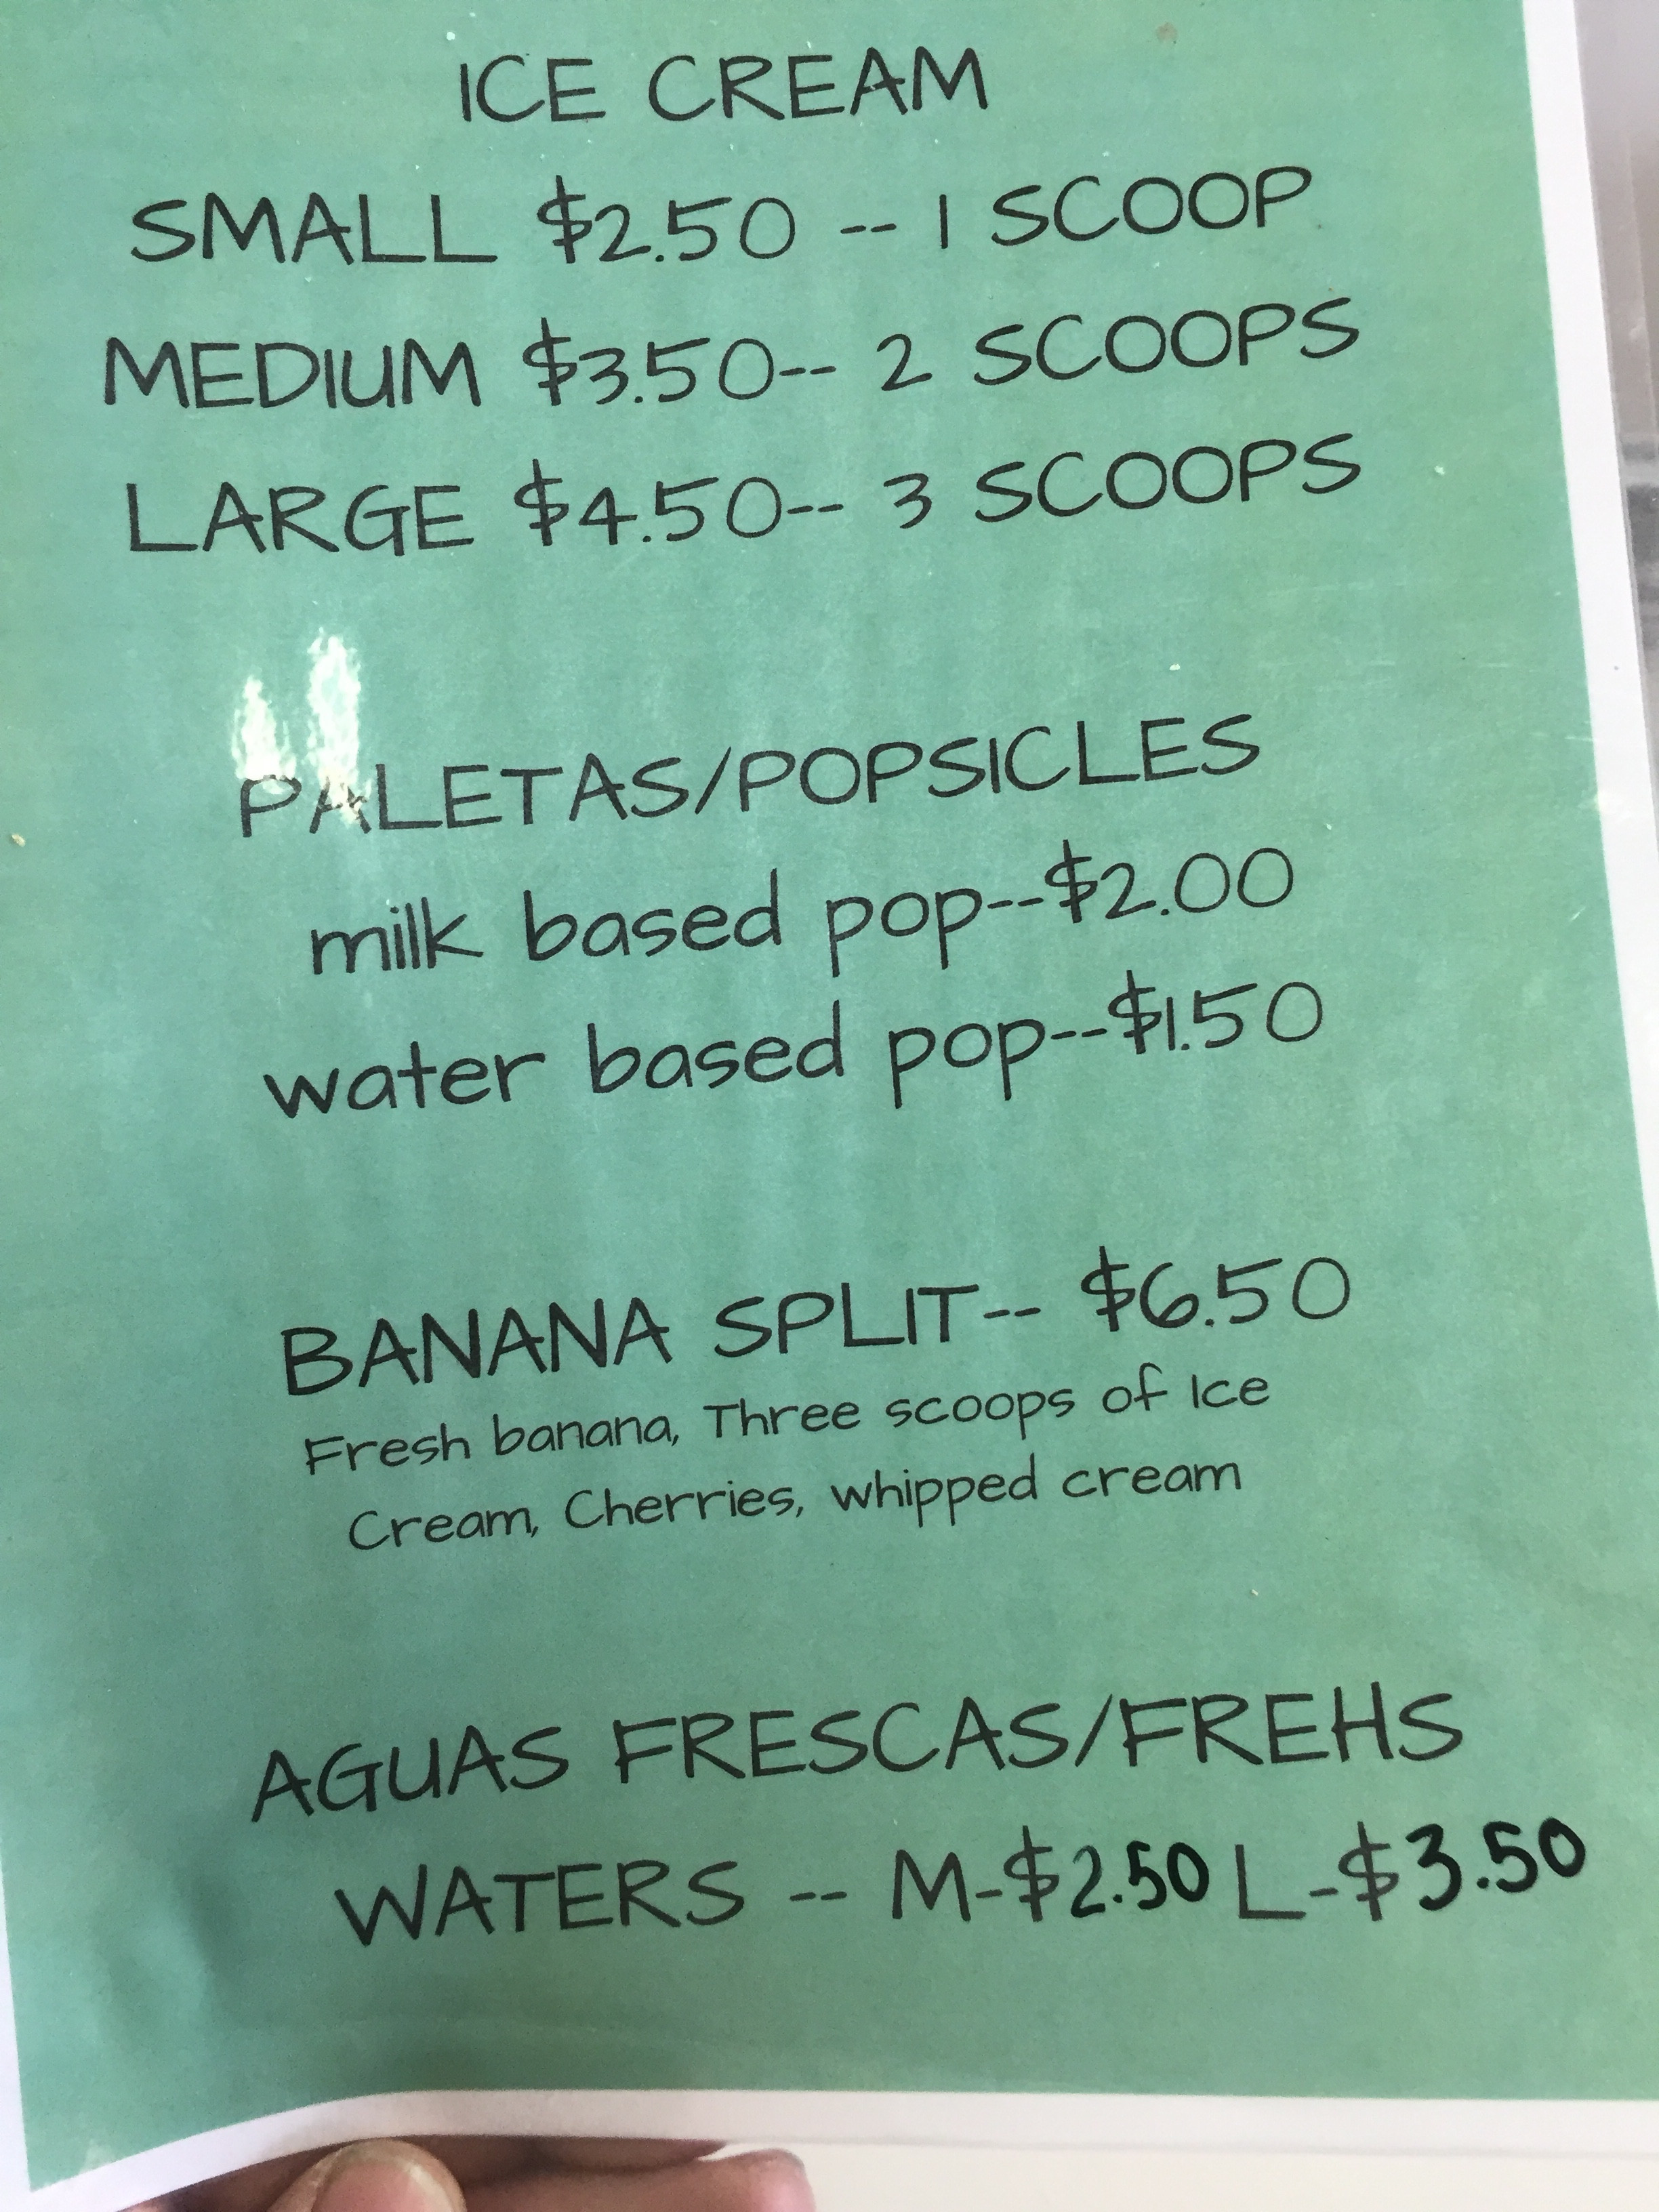 ICE CREAM
SMALL $2.50 -- 1 SCOOP
MEDIUM $3.50-- 2 SCOOPS
LARGE $4.50-- 3 SCOOPS
PALETAS/POPSICLES
milk based pop--$2.00
water based pop--$1.50
BANANA SPLIT-- $6.50
Fresh banana, Three scoops of Ice
Cream, Cherries, whipped cream
AGUAS FRESCAS/FREHS
WATERS -- M-$2.50 L-$3.50